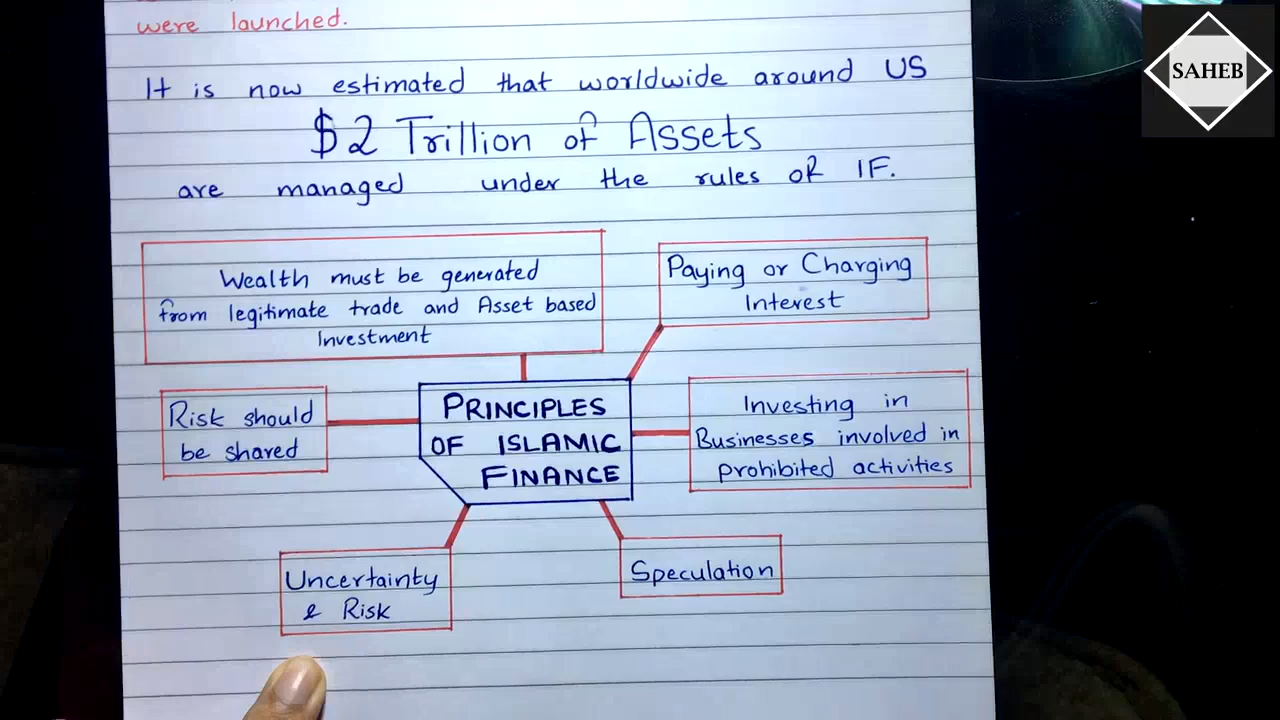 were launched.
It is now estimated that worldwide around US
$2 Trillion of Assets
are managed under the rules of IF.
Wealth must be generated
from legitimate trade and Asset based
Investment
Paying or Charging
Interest
Risk should
be shared
PRINCIPLES
OF ISLAMIC
FINANCE
Investing in
Businesses involved in
prohibited activities
Uncertainty
& Risk
Speculation
SAHEB